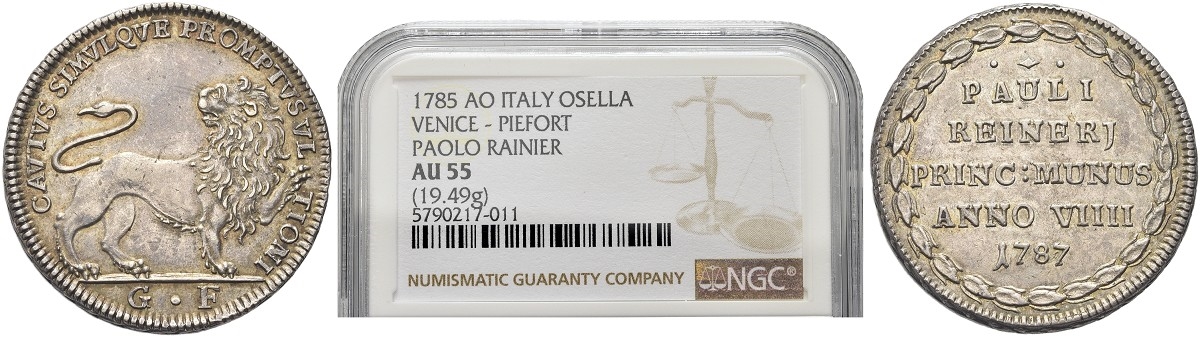 CAVTVS SIMVLQVE PROMPTVS VLTIONI
G · F
1785 AO ITALY OSELLA
VENICE - PIEFORT
PAOLO RAINIER
AU 55
(19.49g)
5790217-011
NUMISMATIC GUARANTY COMPANY
NGC®
PAULI
REINERJ
PRINC:MUNUS
ANNO VIIII
1787